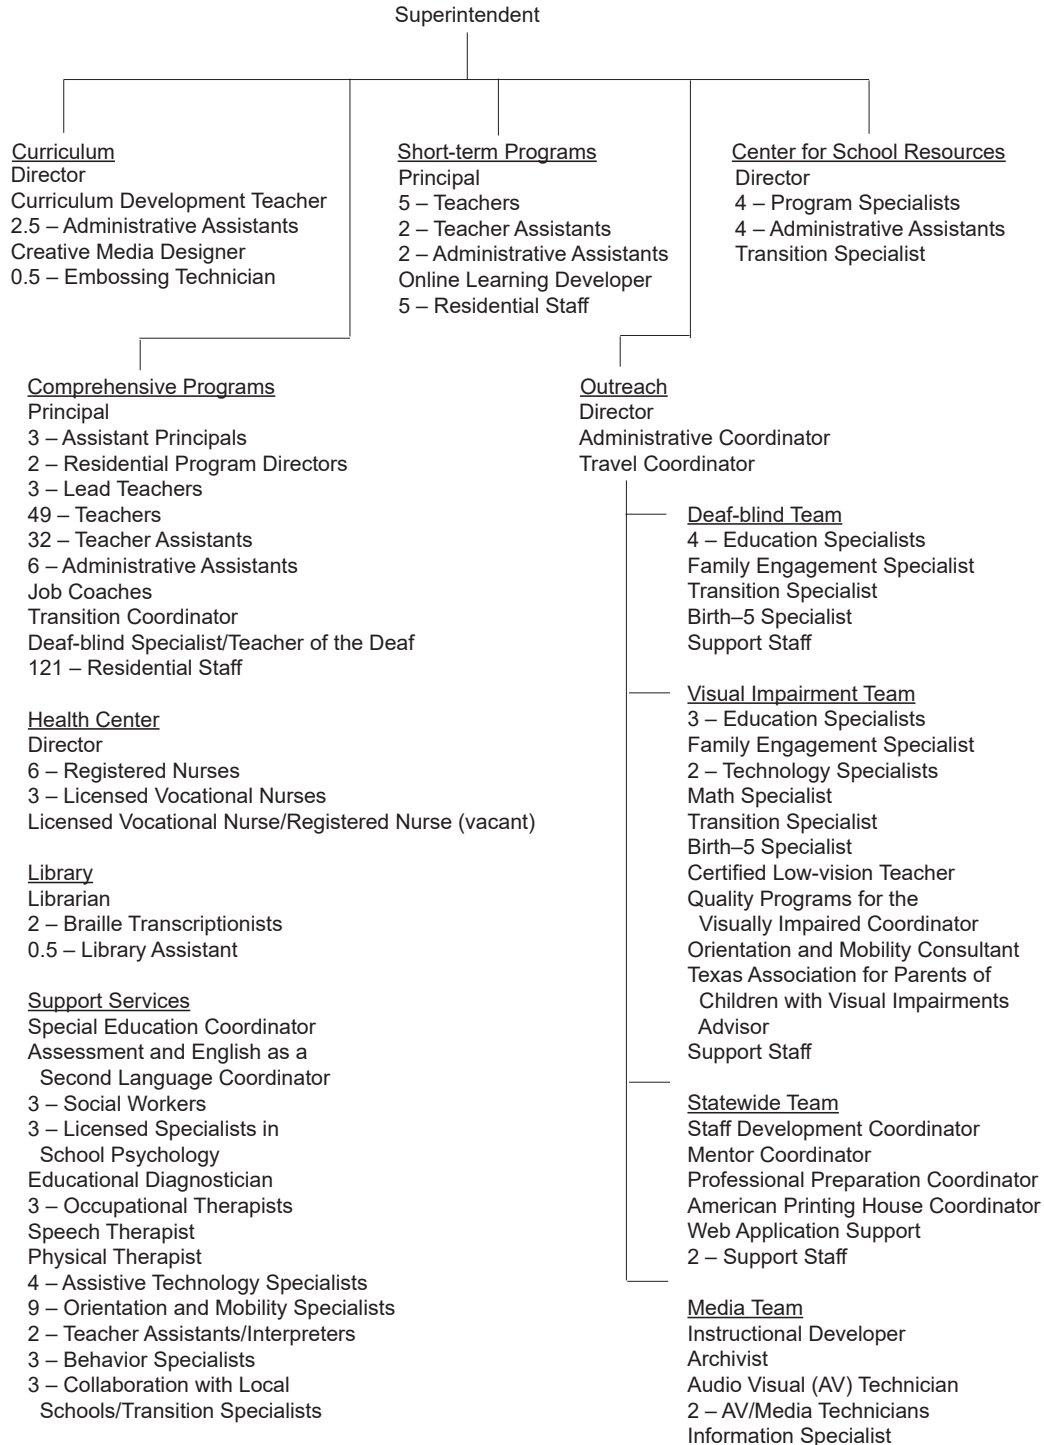 Superintendent
Curriculum
Director
Curriculum Development Teacher
2.5 – Administrative Assistants
Creative Media Designer
0.5 – Embossing Technician
Short-term Programs
Principal
5 – Teachers
2 – Teacher Assistants
2 – Administrative Assistants
Online Learning Developer
5 – Residential Staff
Center for School Resources
Director
4 – Program Specialists
4 – Administrative Assistants
Transition Specialist
Comprehensive Programs
Principal
3 – Assistant Principals
2 – Residential Program Directors
3 – Lead Teachers
49 – Teachers
32 – Teacher Assistants
6 – Administrative Assistants
Job Coaches
Transition Coordinator
Deaf-blind Specialist/Teacher of the Deaf
121 – Residential Staff
Health Center
Director
6 – Registered Nurses
3 – Licensed Vocational Nurses
Licensed Vocational Nurse/Registered Nurse (vacant)
Library
Librarian
2 – Braille Transcriptionists
0.5 – Library Assistant
Support Services
Special Education Coordinator
Assessment and English as a
Second Language Coordinator
3 – Social Workers
3 – Licensed Specialists in
School Psychology
Educational Diagnostician
3 – Occupational Therapists
Speech Therapist
Physical Therapist
4 – Assistive Technology Specialists
9 – Orientation and Mobility Specialists
2 – Teacher Assistants/Interpreters
3 – Behavior Specialists
3 – Collaboration with Local
Schools/Transition Specialists
Outreach
Director
Administrative Coordinator
Travel Coordinator
Deaf-blind Team
4 – Education Specialists
Family Engagement Specialist
Transition Specialist
Birth–5 Specialist
Support Staff
Visual Impairment Team
3 – Education Specialists
Family Engagement Specialist
2 – Technology Specialists
Math Specialist
Transition Specialist
Birth–5 Specialist
Certified Low-vision Teacher
Quality Programs for the
Visually Impaired Coordinator
Orientation and Mobility Consultant
Texas Association for Parents of
Children with Visual Impairments
Advisor
Support Staff
Statewide Team
Staff Development Coordinator
Mentor Coordinator
Professional Preparation Coordinator
American Printing House Coordinator
Web Application Support
2 – Support Staff
Media Team
Instructional Developer
Archivist
Audio Visual (AV) Technician
2 – AV/Media Technicians
Information Specialist